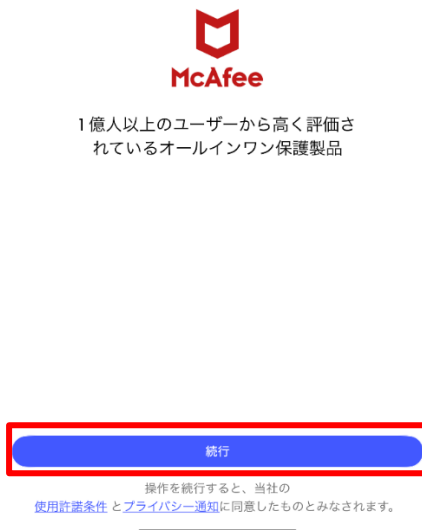 McAfee
1億人以上のユーザーから高く評価さ
れているオールインワン保護製品
続行
操作を続行すると、当社の
使用許諾条件 とプライバシー通知に同意したものとみなされます。